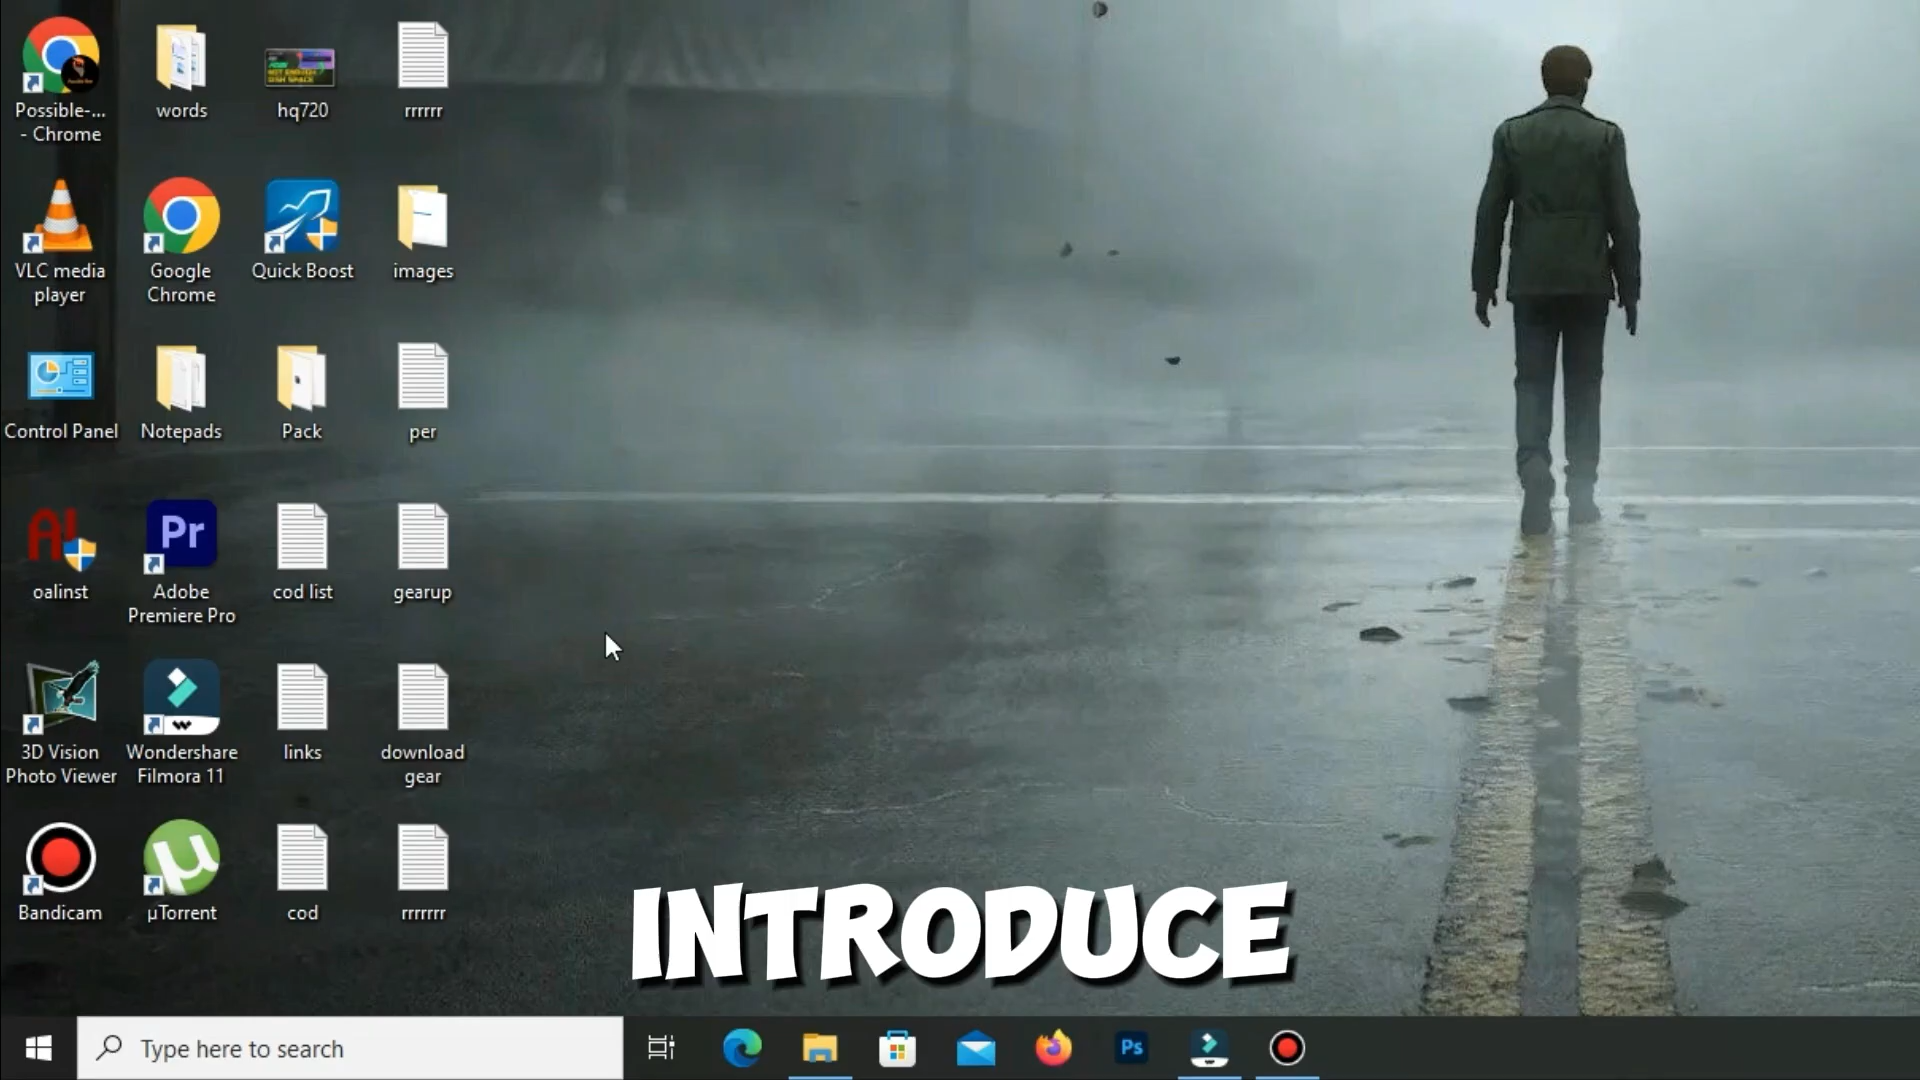 Possible-...
- Chrome
words
hq720
rrrrrr
VLC media
player
Google
Chrome
Quick Boost
images
Control Panel
Notepads
Pack
per
oalinst
Pr
Adobe
Premiere Pro
cod list
gearup
3D Vision
Photo Viewer
Wondershare
Filmora 11
links
download
gear
Bandicam
µTorrent
cod
rrrrrrr
INTRODUCE
Type here to search
Ps